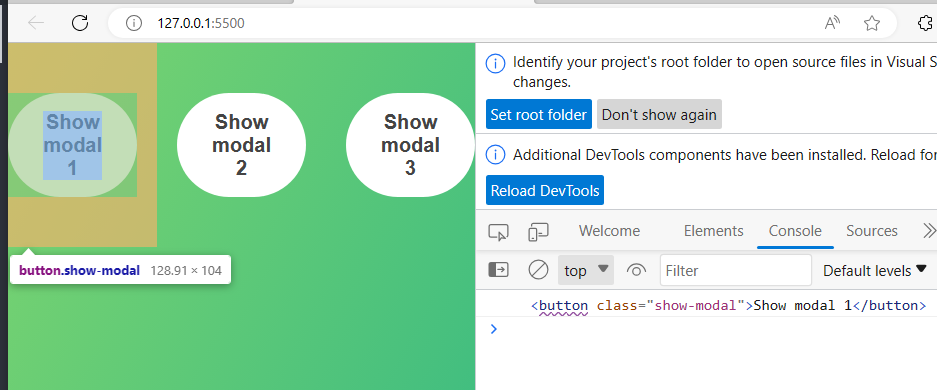 127.0.0.1:5500
Identify your project's root folder to open source files in Visual S
changes.
Set root folder
Don't show again
Additional DevTools components have been installed. Reload for
Reload DevTools
Show
modal
1
Show
modal
2
Show
modal
3
button.show-modal 128.91 × 104
Welcome Elements Console Sources
top Filter Default levels
<button class="show-modal">Show modal 1</button>